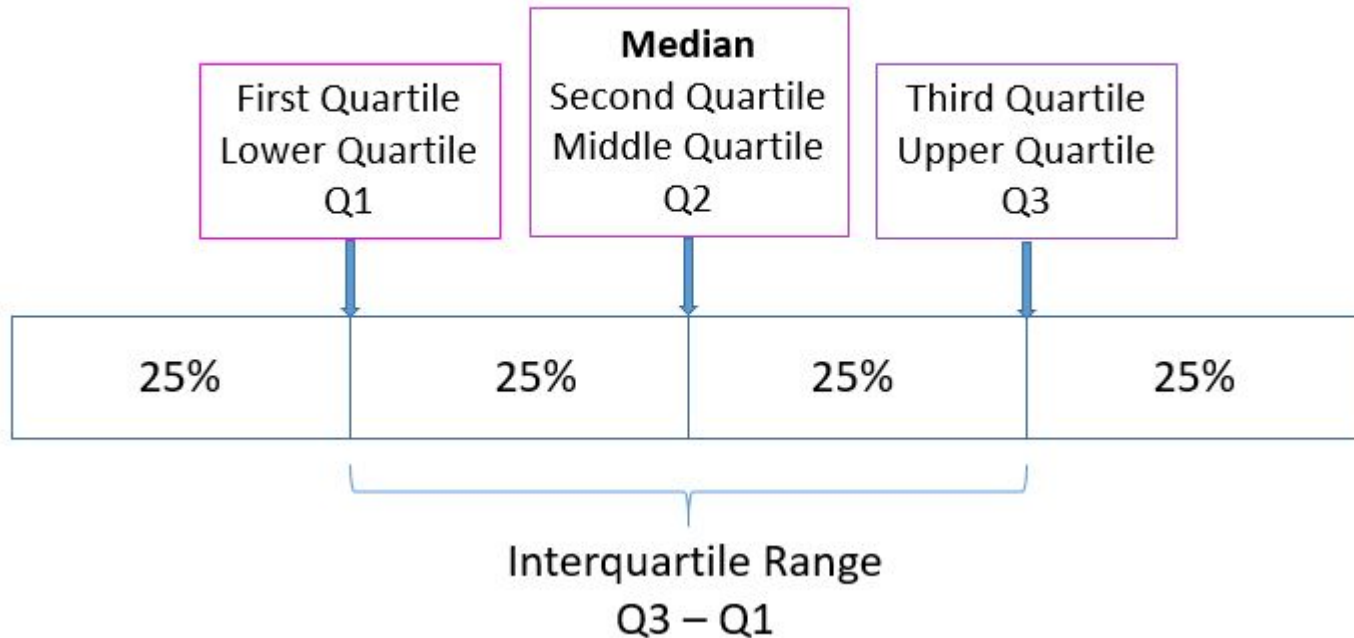 Median
Second Quartile
Middle Quartile
Q2
First Quartile
Lower Quartile
Q1
Third Quartile
Upper Quartile
Q3
25%
25%
25%
25%
Interquartile Range
Q3 – Q1